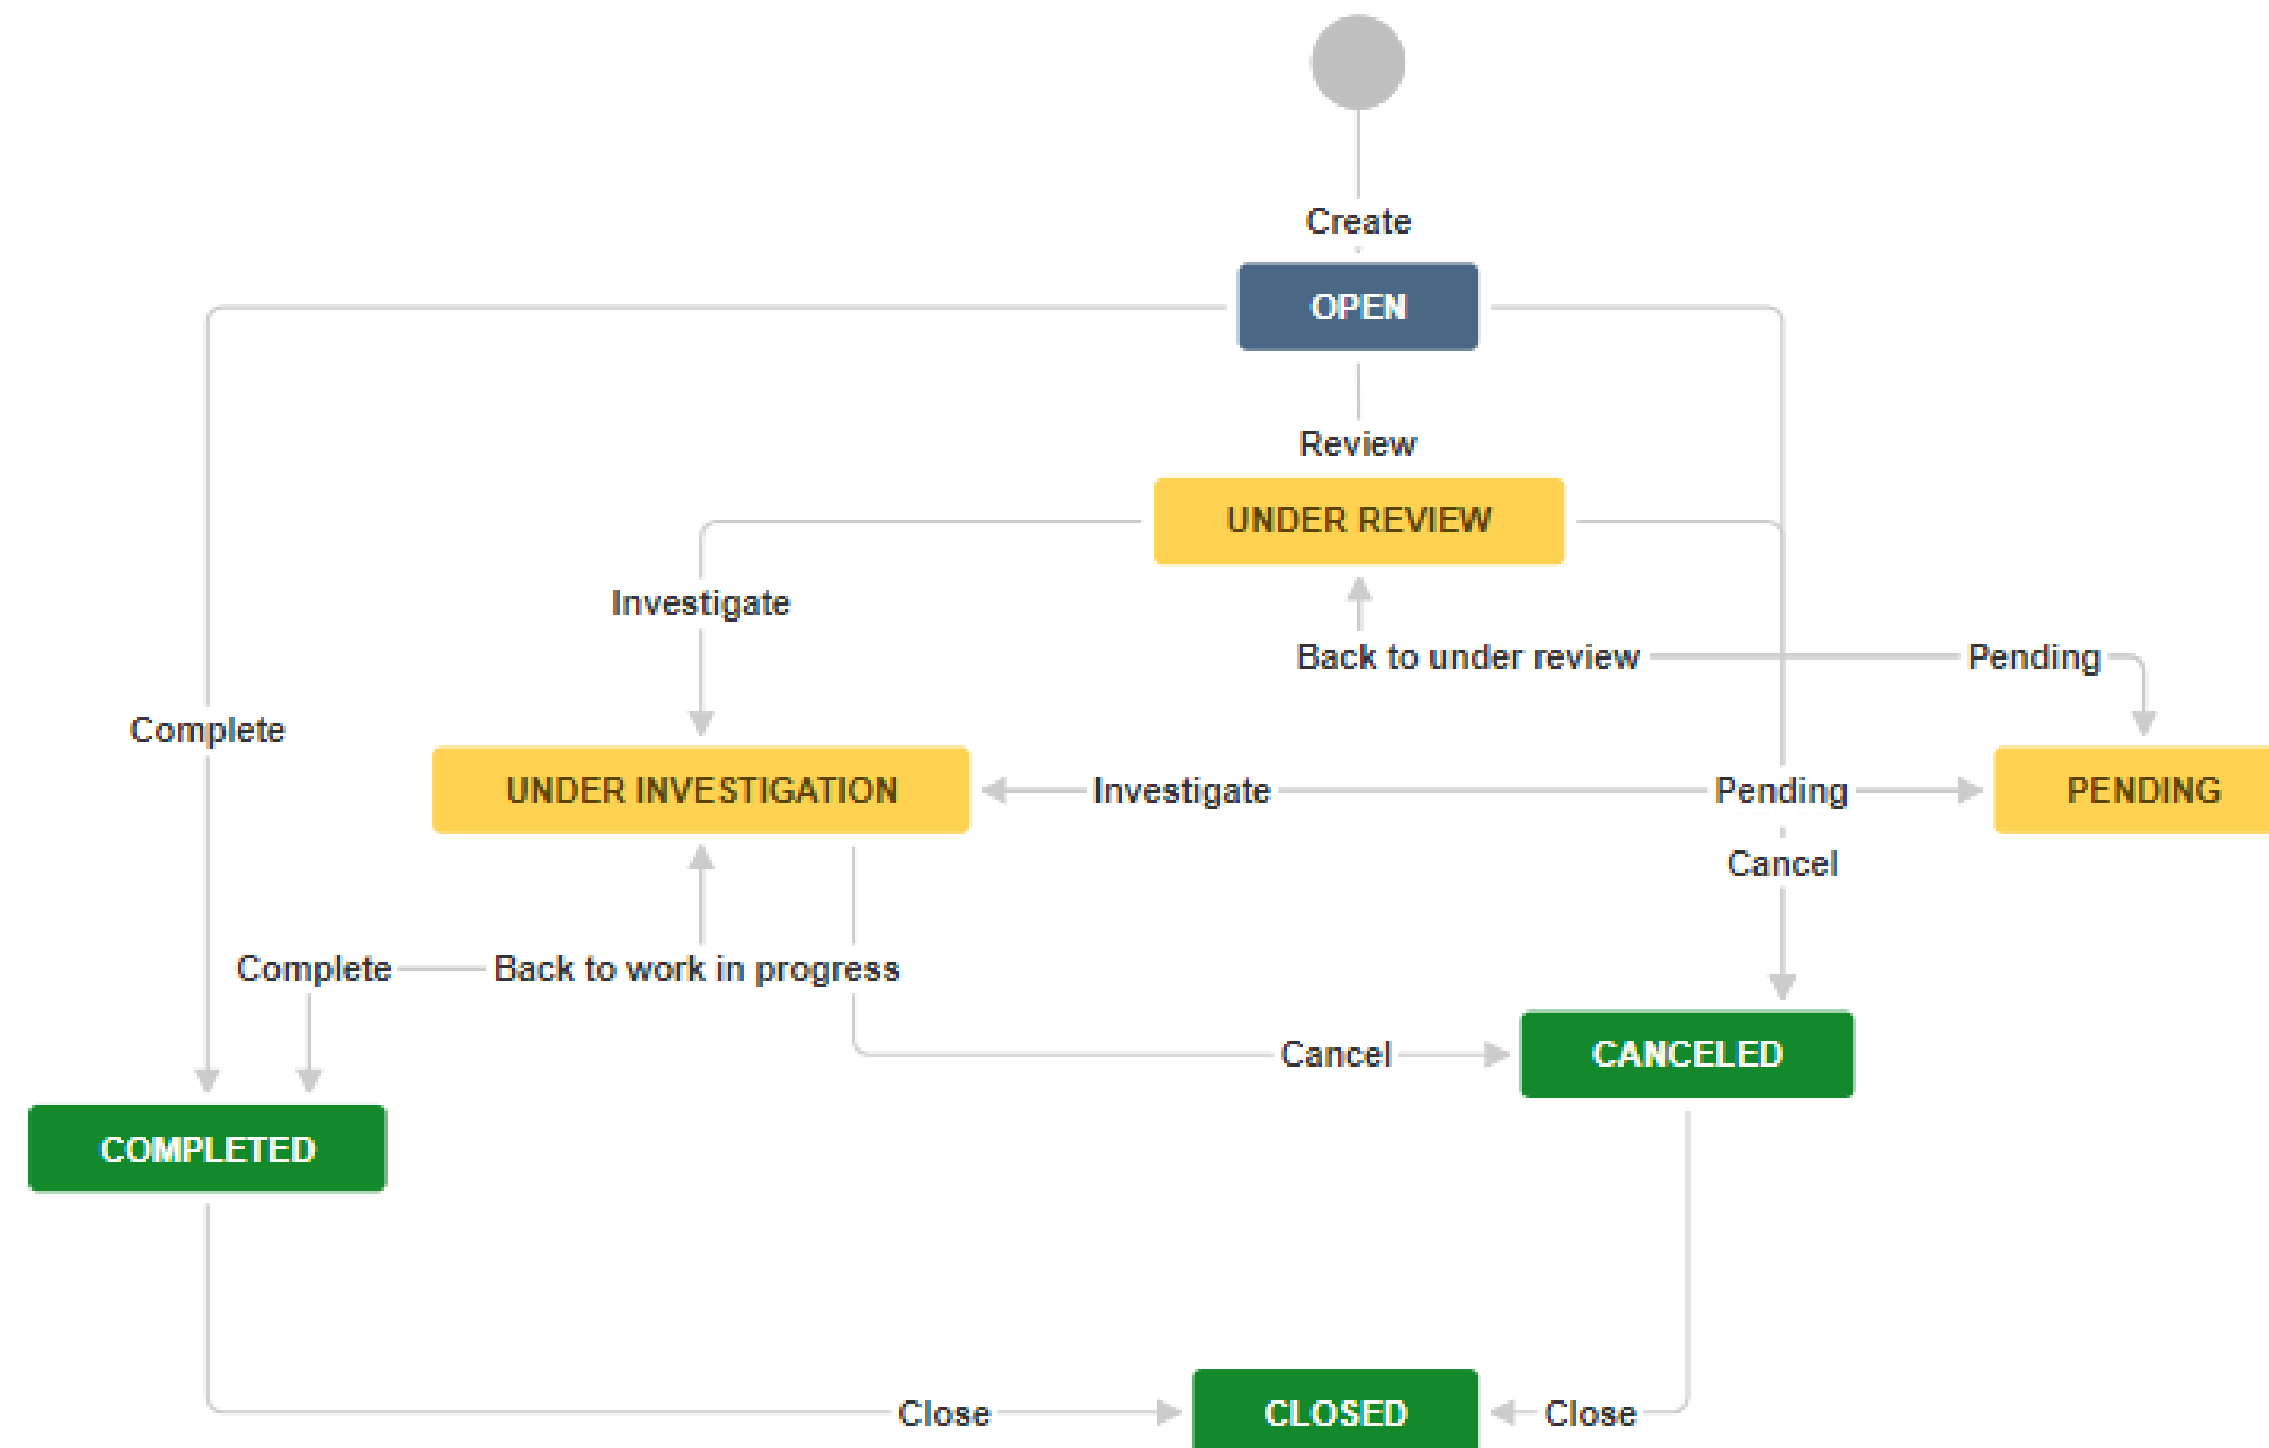 Create
OPEN
Review
UNDER REVIEW
Investigate
Back to under review
Pending
Complete
UNDER INVESTIGATION
Investigate
Pending
PENDING
Cancel
Complete
Back to work in progress
Cancel
CANCELED
COMPLETED
Close
CLOSED
Close